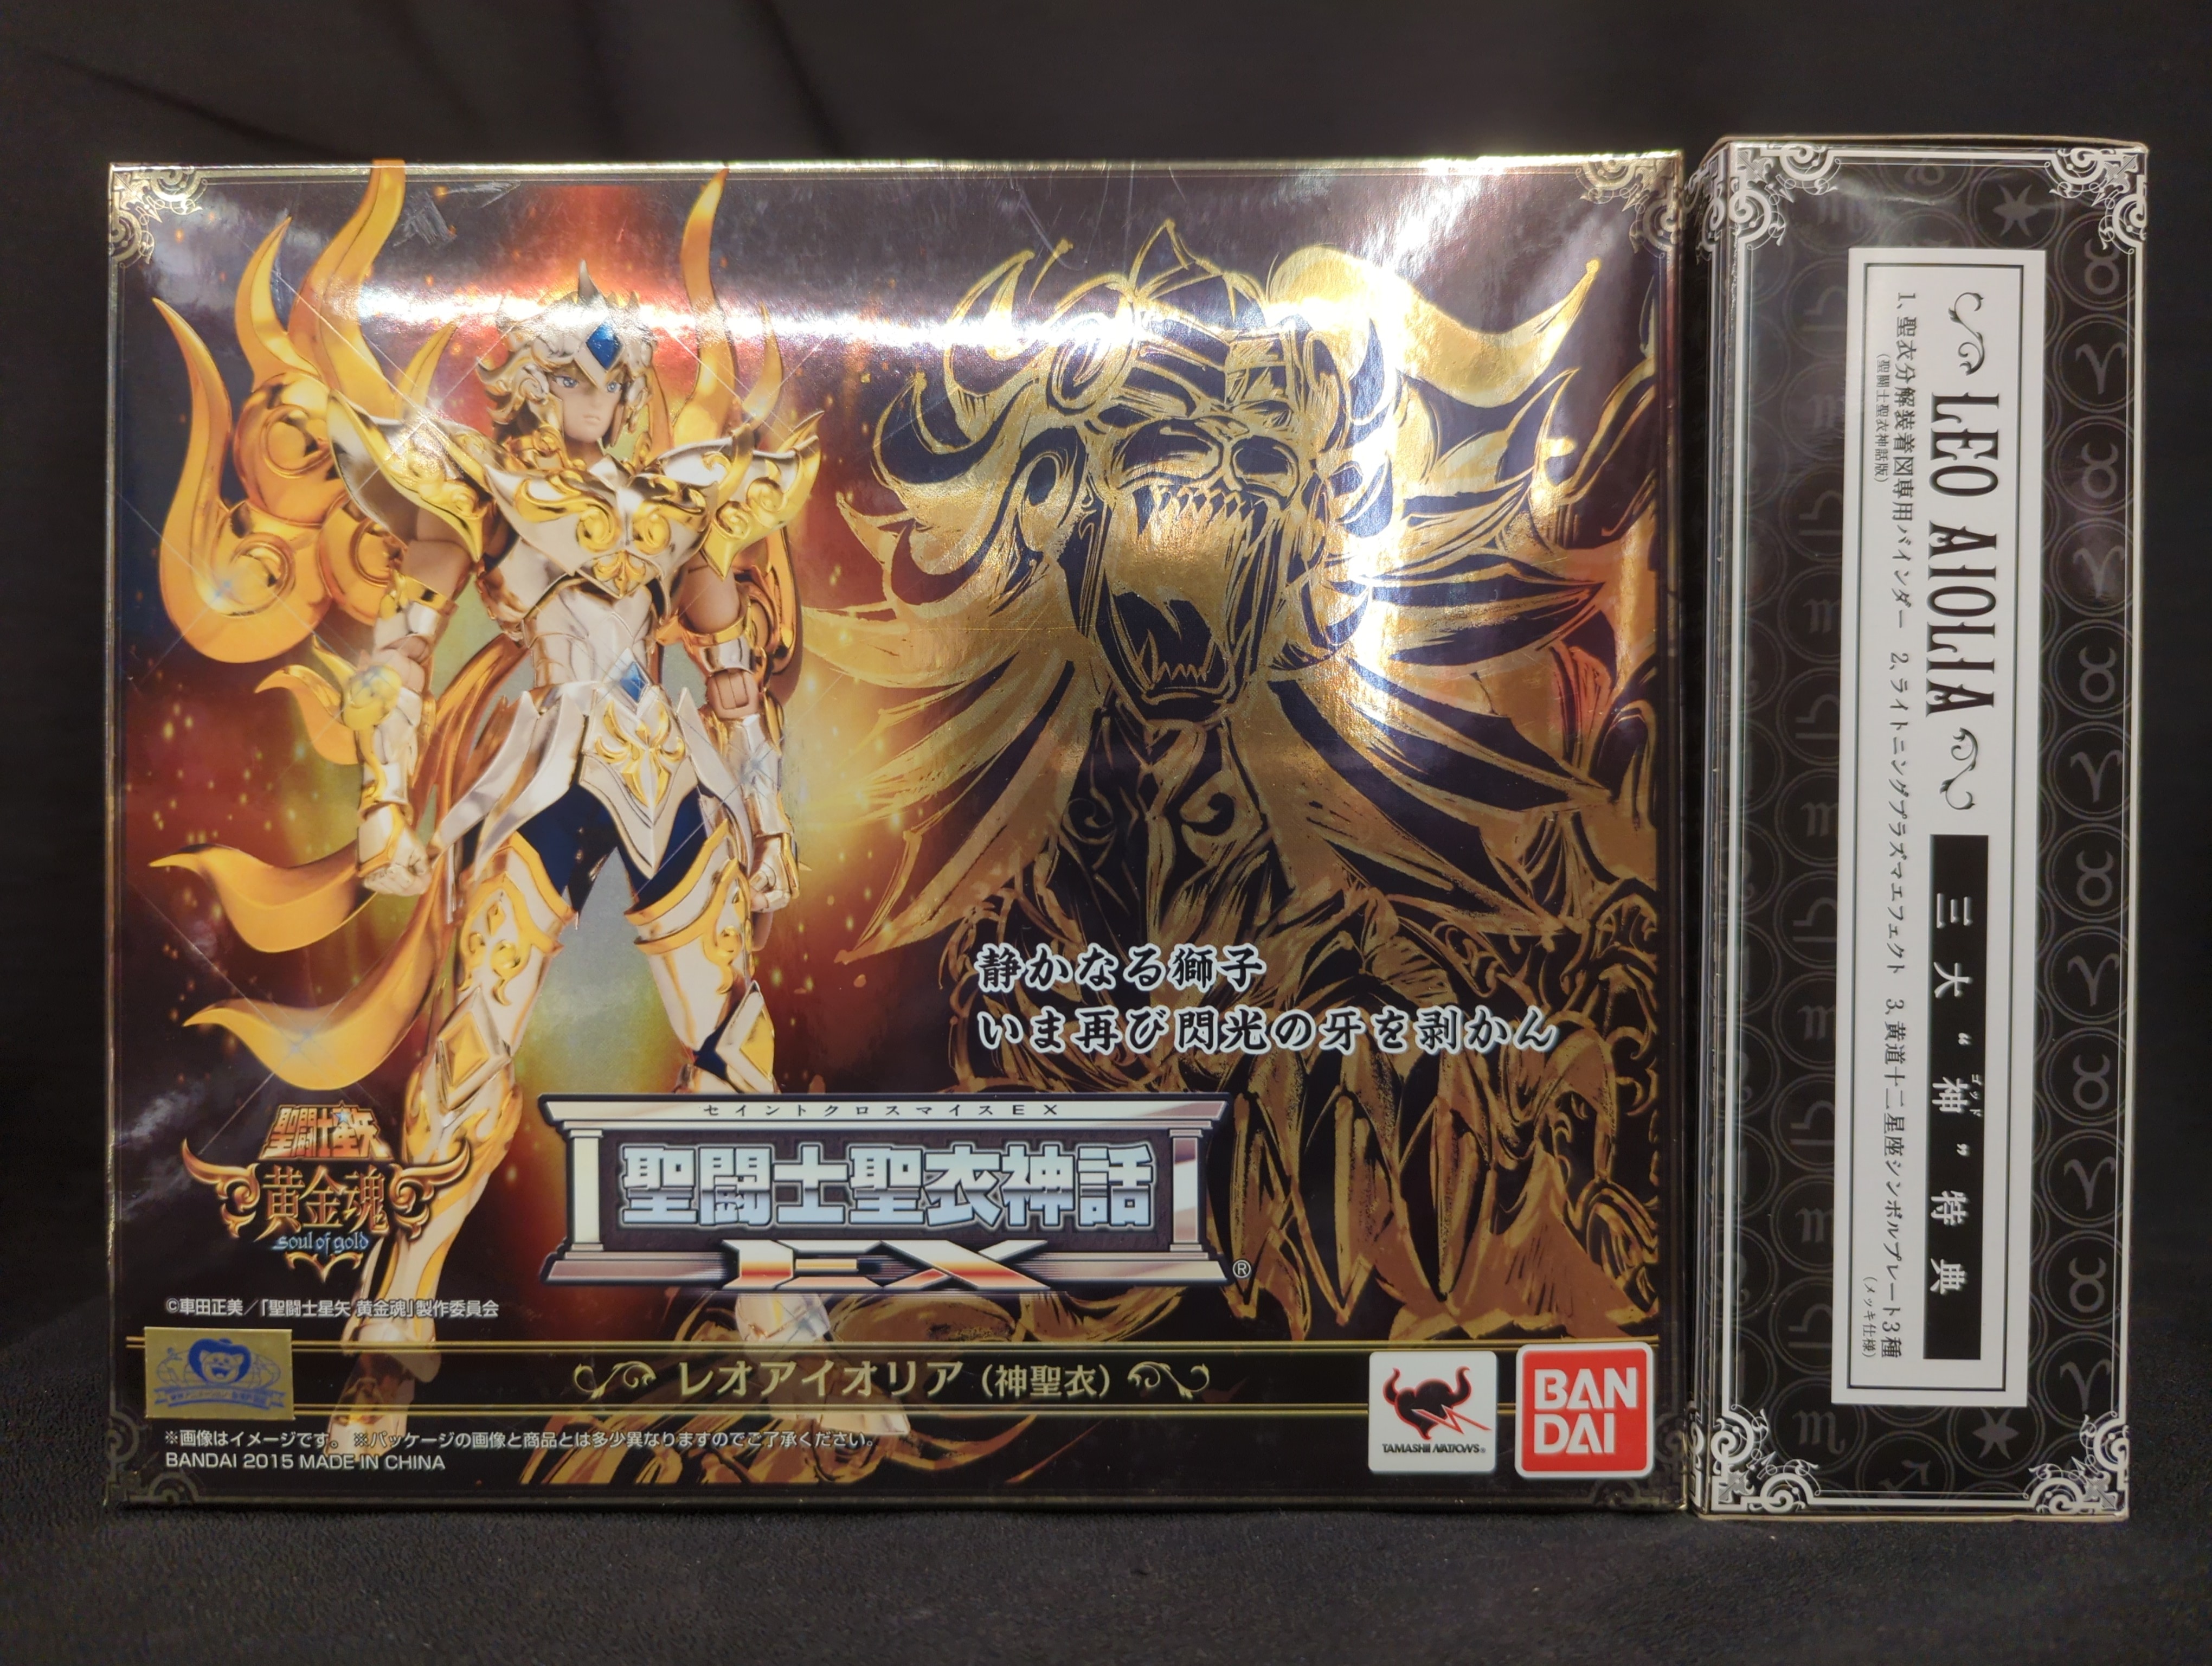 静かなる獅子
いま再び閃光の牙を剥かん
聖闘士星矢
黄金魂
soul of gold
セイントクロスマイスEX
聖闘士聖衣神話
EX®
©車田正美／「聖闘士星矢 黄金魂」製作委員会
レオアイオリア（神聖衣）
※画像はイメージです。 ※パッケージの画像と商品とは多少異なりますのでご了承ください。
BANDAI 2015 MADE IN CHINA
TAMASHII NATIONS®
BAN
DAI
LEO AIOLIA 三大“神”特典
ゴッド
1、聖衣分解装着図専用バインダー 2、ライトニングプラズマエフェクト 3、黄道十二星座シンボルプレート3種
（聖闘士聖衣神話版）
（メッキ仕様）